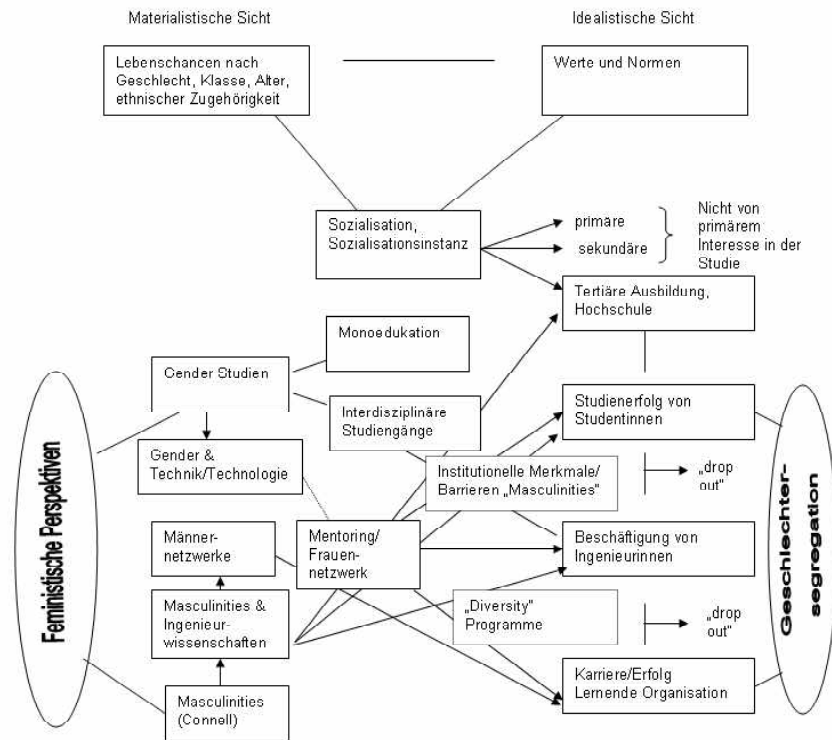 Materialistische Sicht
Idealistische Sicht
Lebenschancen nach
Geschlecht, Klasse, Alter,
ethnischer Zugehörigkeit
Werte und Normen
Sozialisation,
Sozialisationsinstanz
primäre
sekundäre
Nicht von
primärem
Interesse in der
Studie
Tertiäre Ausbildung,
Hochschule
Monoedukation
Gender Studien
Interdisziplinäre
Studiengänge
Studienerfolg von
Studentinnen
Gender &
Technik/Technologie
Institutionelle Merkmale/
Barrieren „Masculinities"
„drop
out"
Feministische Perspektiven
Geschlechter-
segregation
Männer-
netzwerke
Mentoring/
Frauen-
netzwerk
Beschäftigung von
Ingenieurinnen
Masculinities &
Ingenieur-
wissenschaften
„Diversity"
Programme
„drop
out"
Masculinities
(Connell)
Karriere/Erfolg
Lernende Organisation